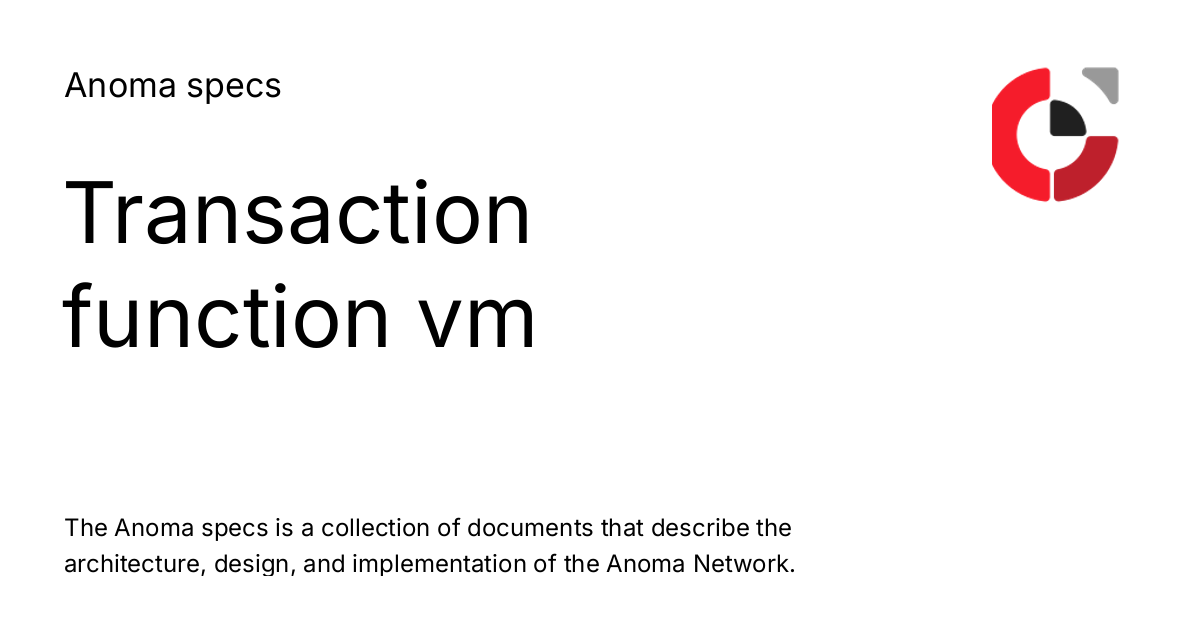 Anoma specs
Transaction
function vm
The Anoma specs is a collection of documents that describe the
architecture, design, and implementation of the Anoma Network.